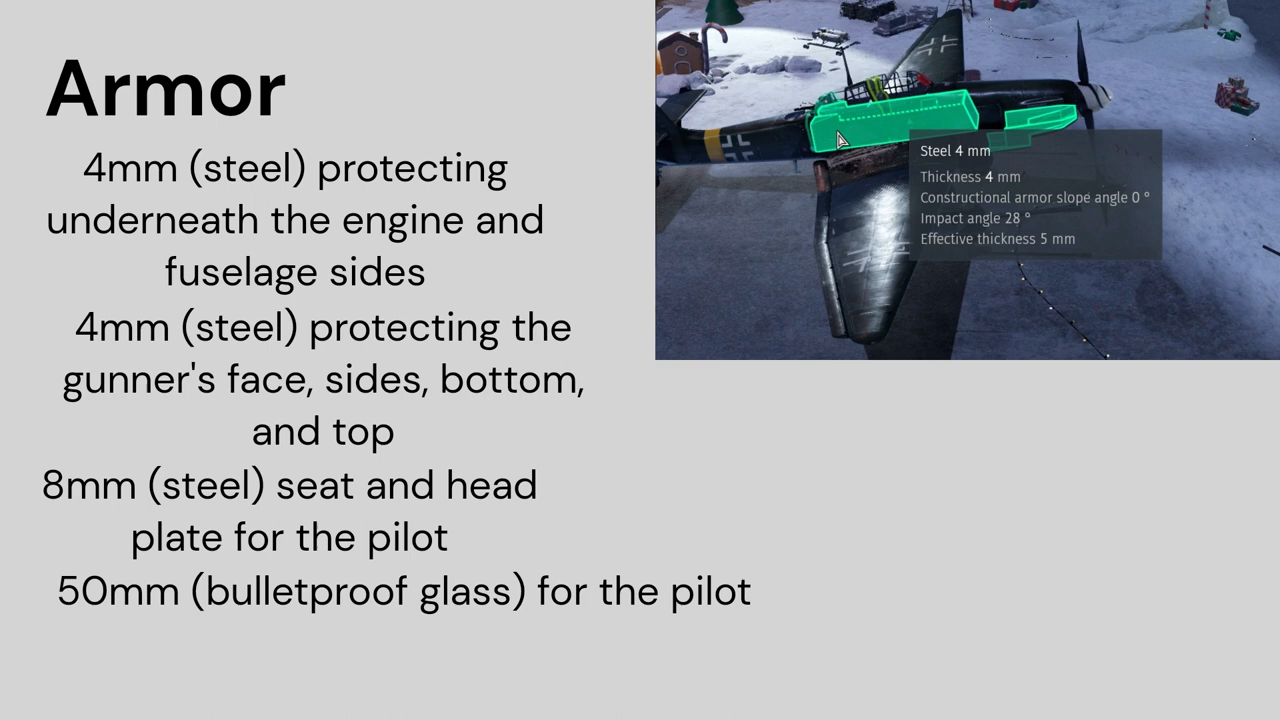 Armor
4mm (steel) protecting
underneath the engine and
fuselage sides
4mm (steel) protecting the
gunner's face, sides, bottom,
and top
8mm (steel) seat and head
plate for the pilot
50mm (bulletproof glass) for the pilot
Steel 4 mm
Thickness 4 mm
Constructional armor slope angle 0 °
Impact angle 28 °
Effective thickness 5 mm